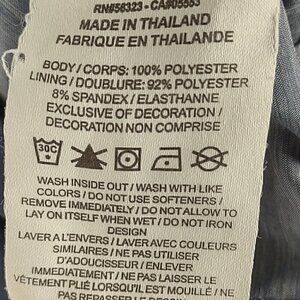 RN#56323 - CA#05553
MADE IN THAILAND
FABRIQUE EN THAILANDE
BODY / CORPS: 100% POLYESTER
LINING / DOUBLURE: 92% POLYESTER
8% SPANDEX / ELASTHANNE
EXCLUSIVE OF DECORATION /
DECORATION NON COMPRISE
30C
WASH INSIDE OUT / WASH WITH LIKE
COLORS / DO NOT USE SOFTENERS /
REMOVE IMMEDIATELY / DO NOT ALLOW TO
LAY ON ITSELF WHEN WET / DO NOT IRON
DESIGN
LAVER A L'ENVERS / LAVER AVEC COULEURS
SIMILAIRES / NE PAS UTILISER
D'ADOUCISSEUR / ENLEVER
IMMEDIATEMENT / NE PAS LAISSER LE
VÊTEMENT PLIÉ LORSQU'IL EST MOUILLÉ / NE
PAS REPASSER LE DESSIN